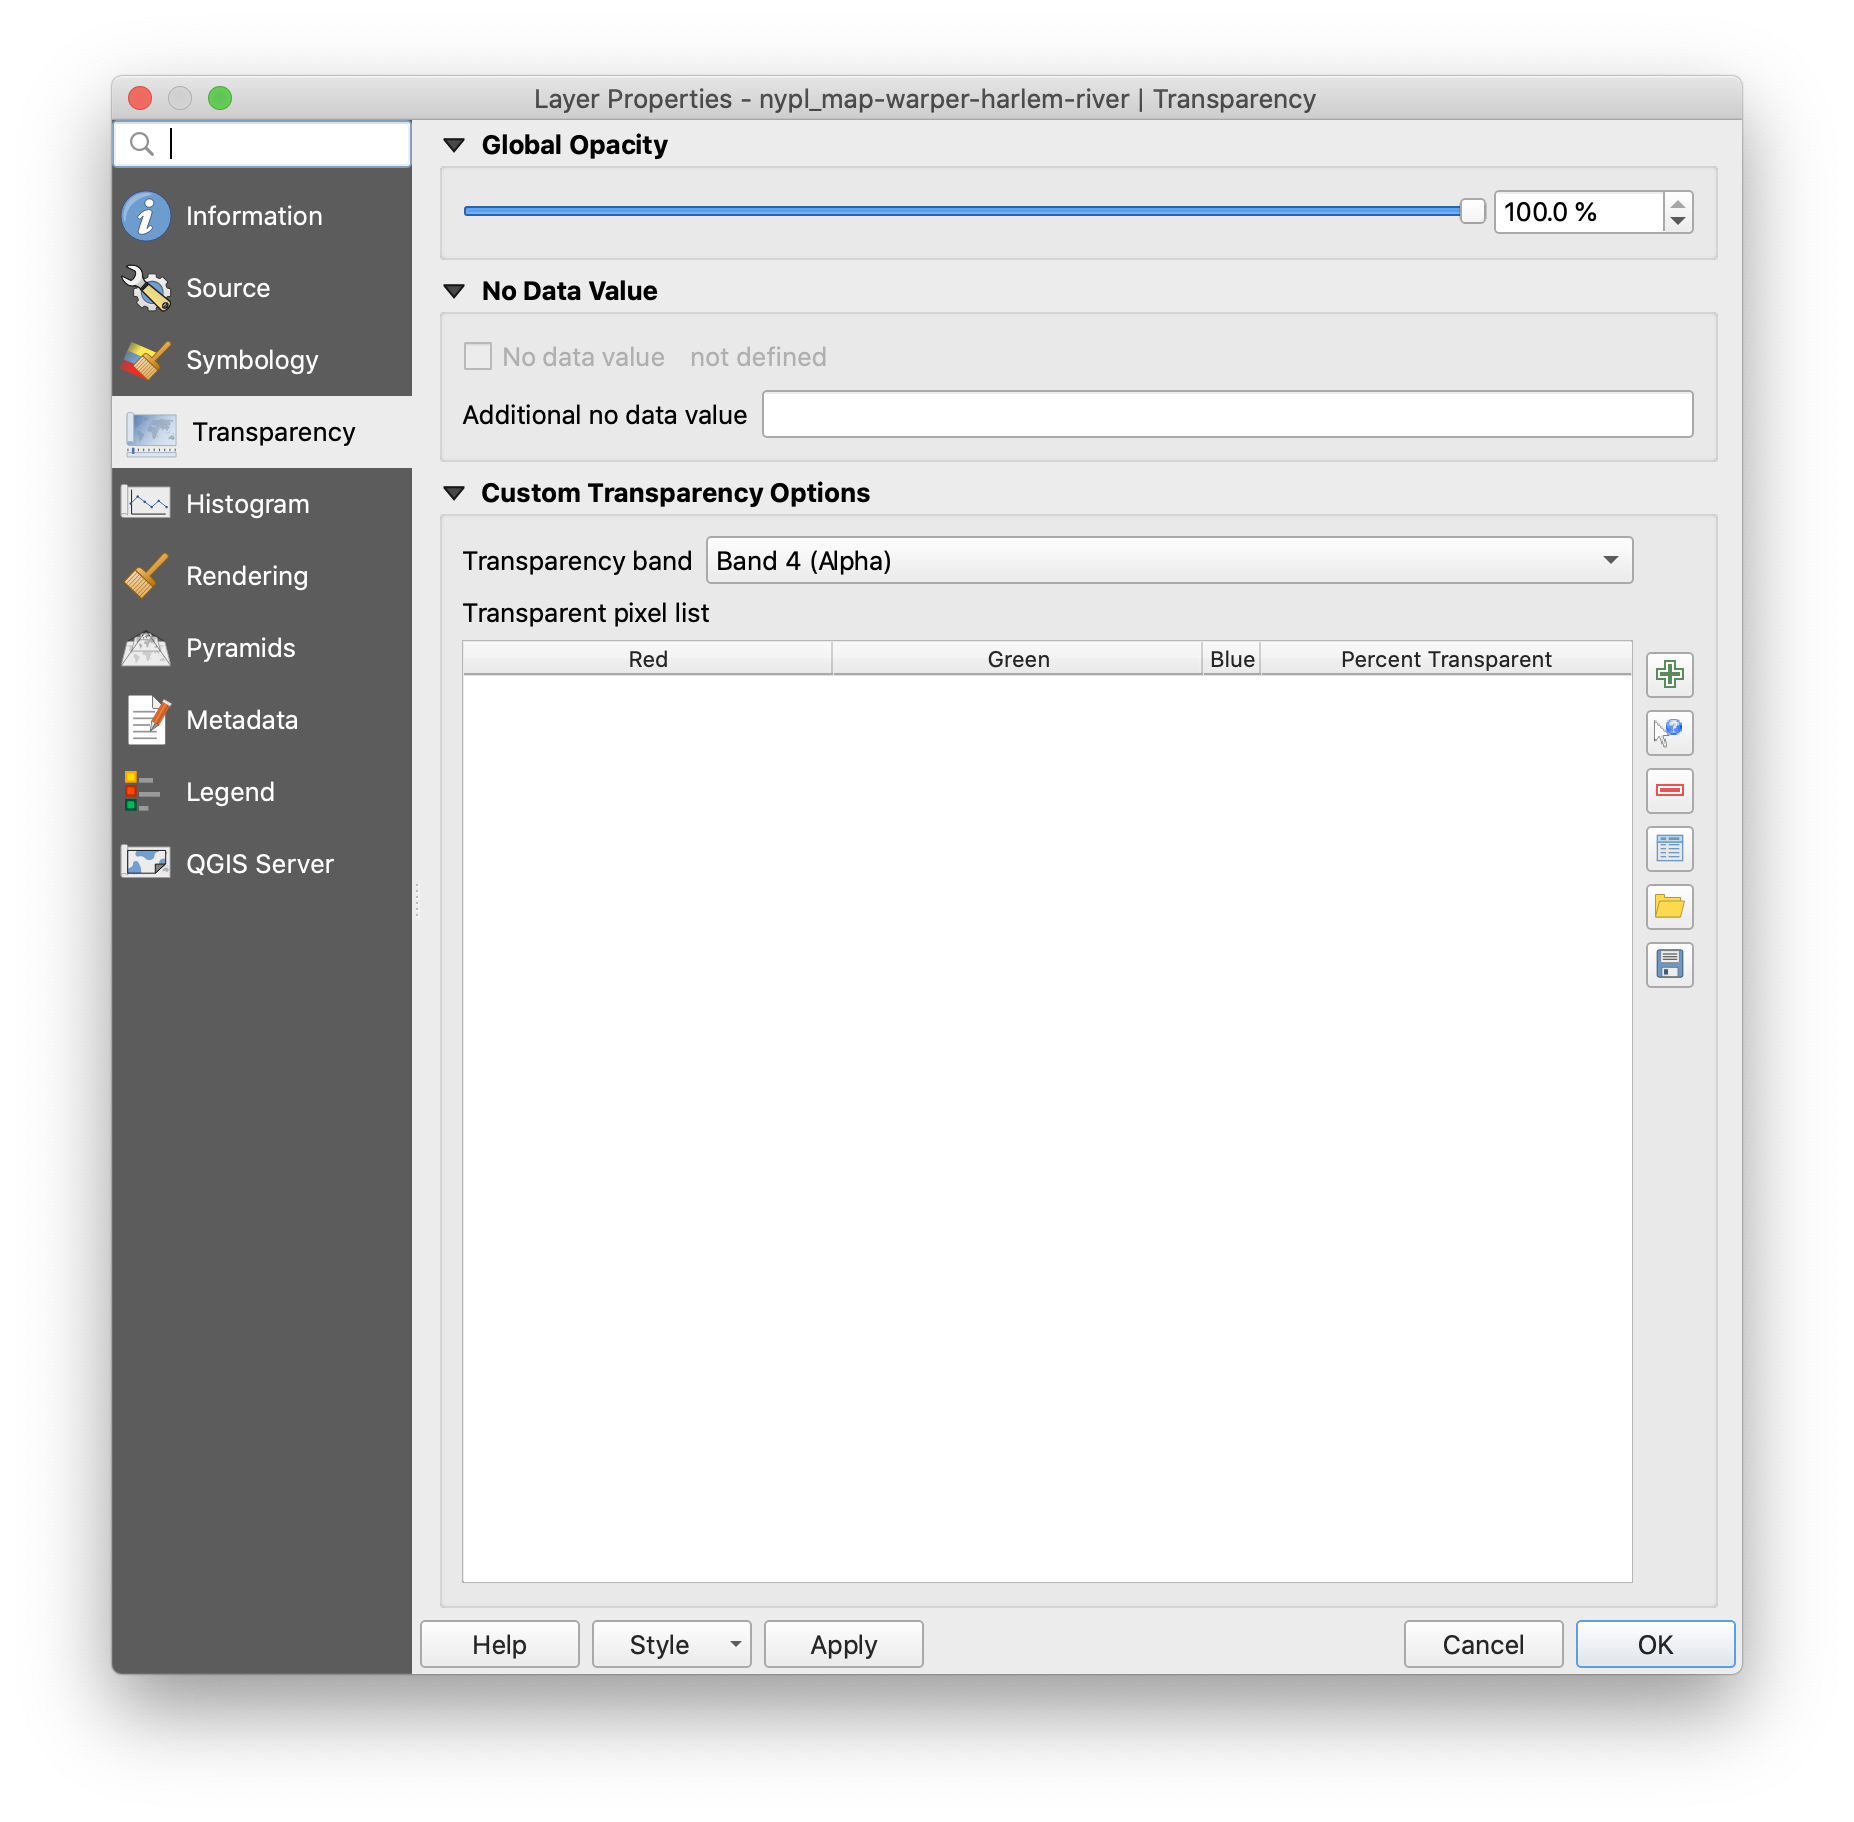 Layer Properties - nypl_map-warper-harlem-river | Transparency
Information
Source
Symbology
Transparency
Histogram
Rendering
Pyramids
Metadata
Legend
QGIS Server
Global Opacity
100.0 %
No Data Value
No data value not defined
Additional no data value
Custom Transparency Options
Transparency band Band 4 (Alpha)
Transparent pixel list
Red Green Blue Percent Transparent
Help Style Apply Cancel OK